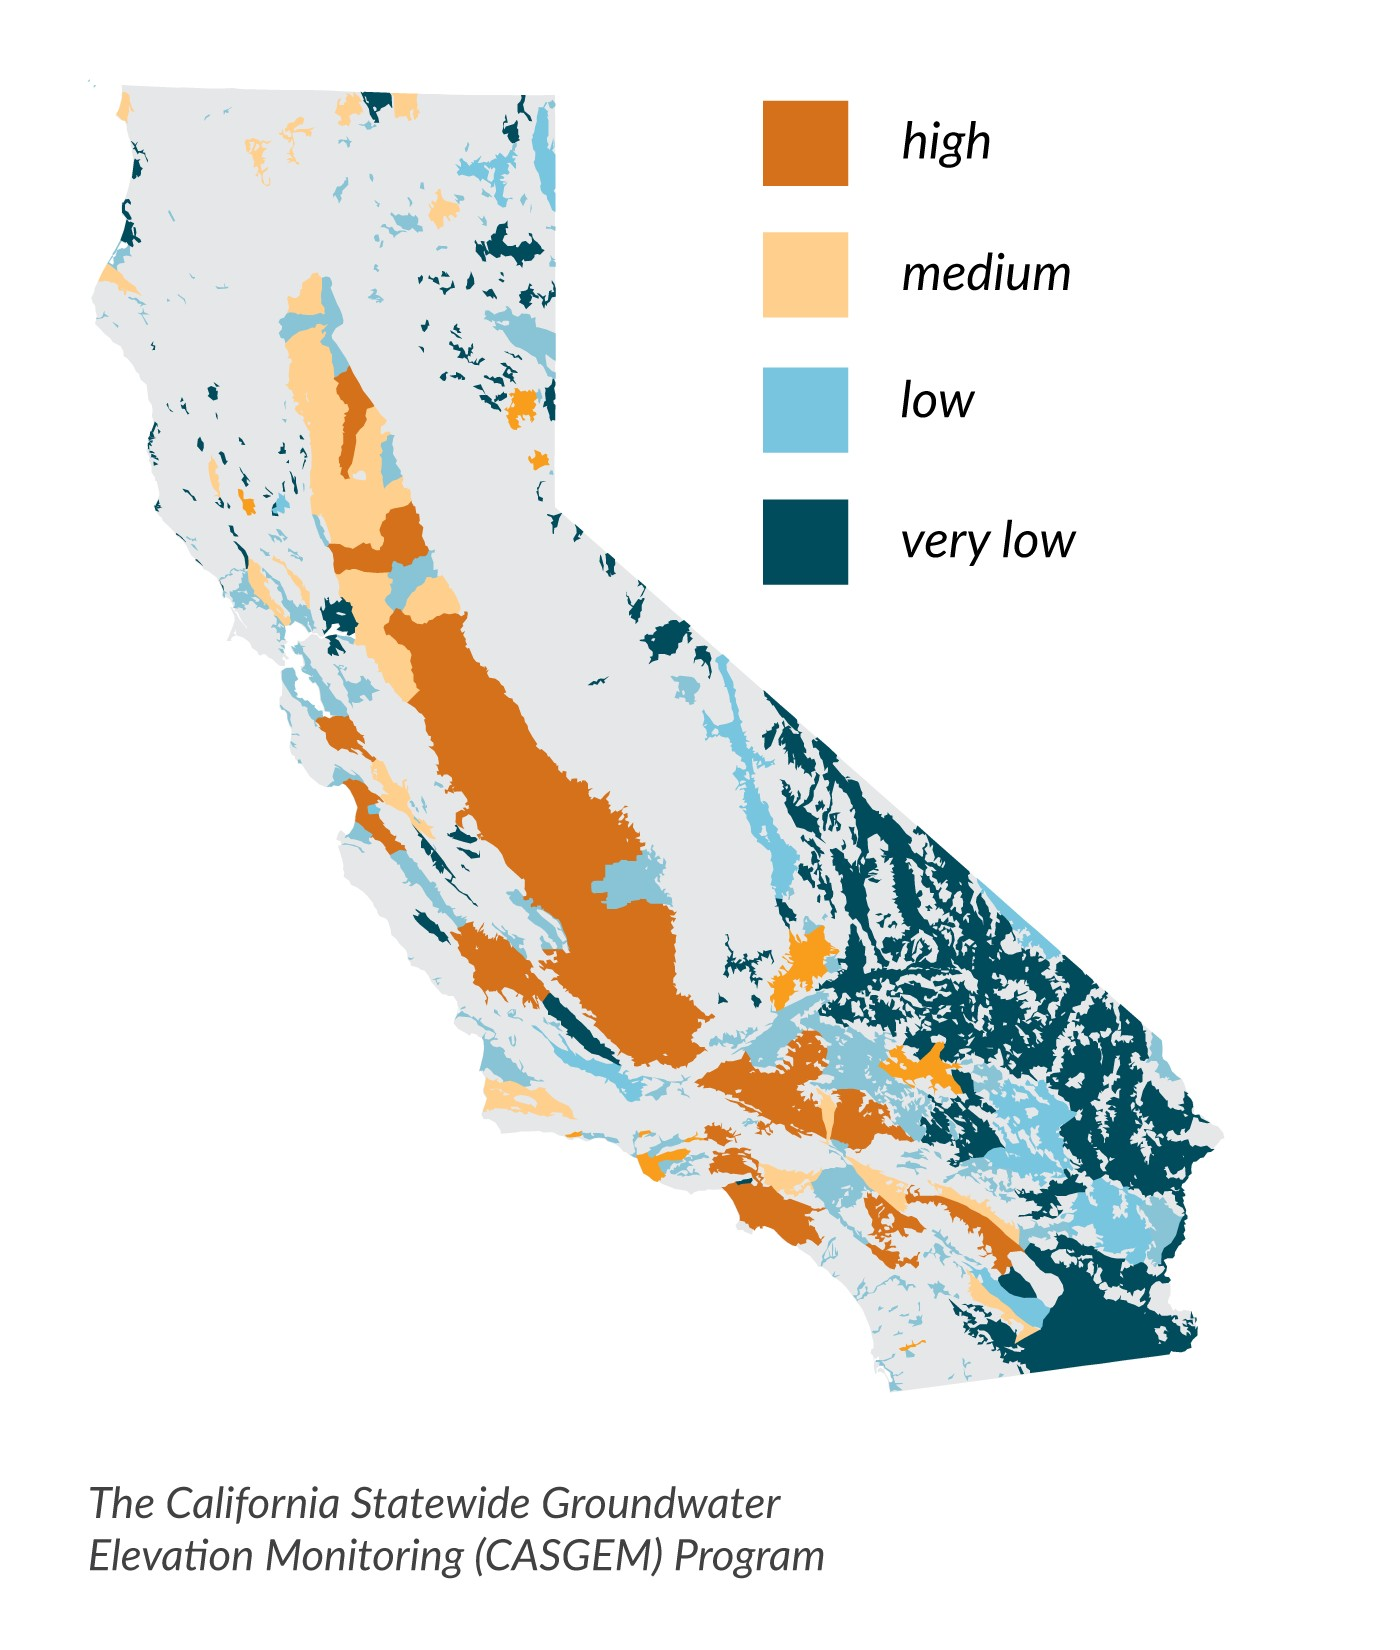 high
medium
low
very low
The California Statewide Groundwater
Elevation Monitoring (CASGEM) Program